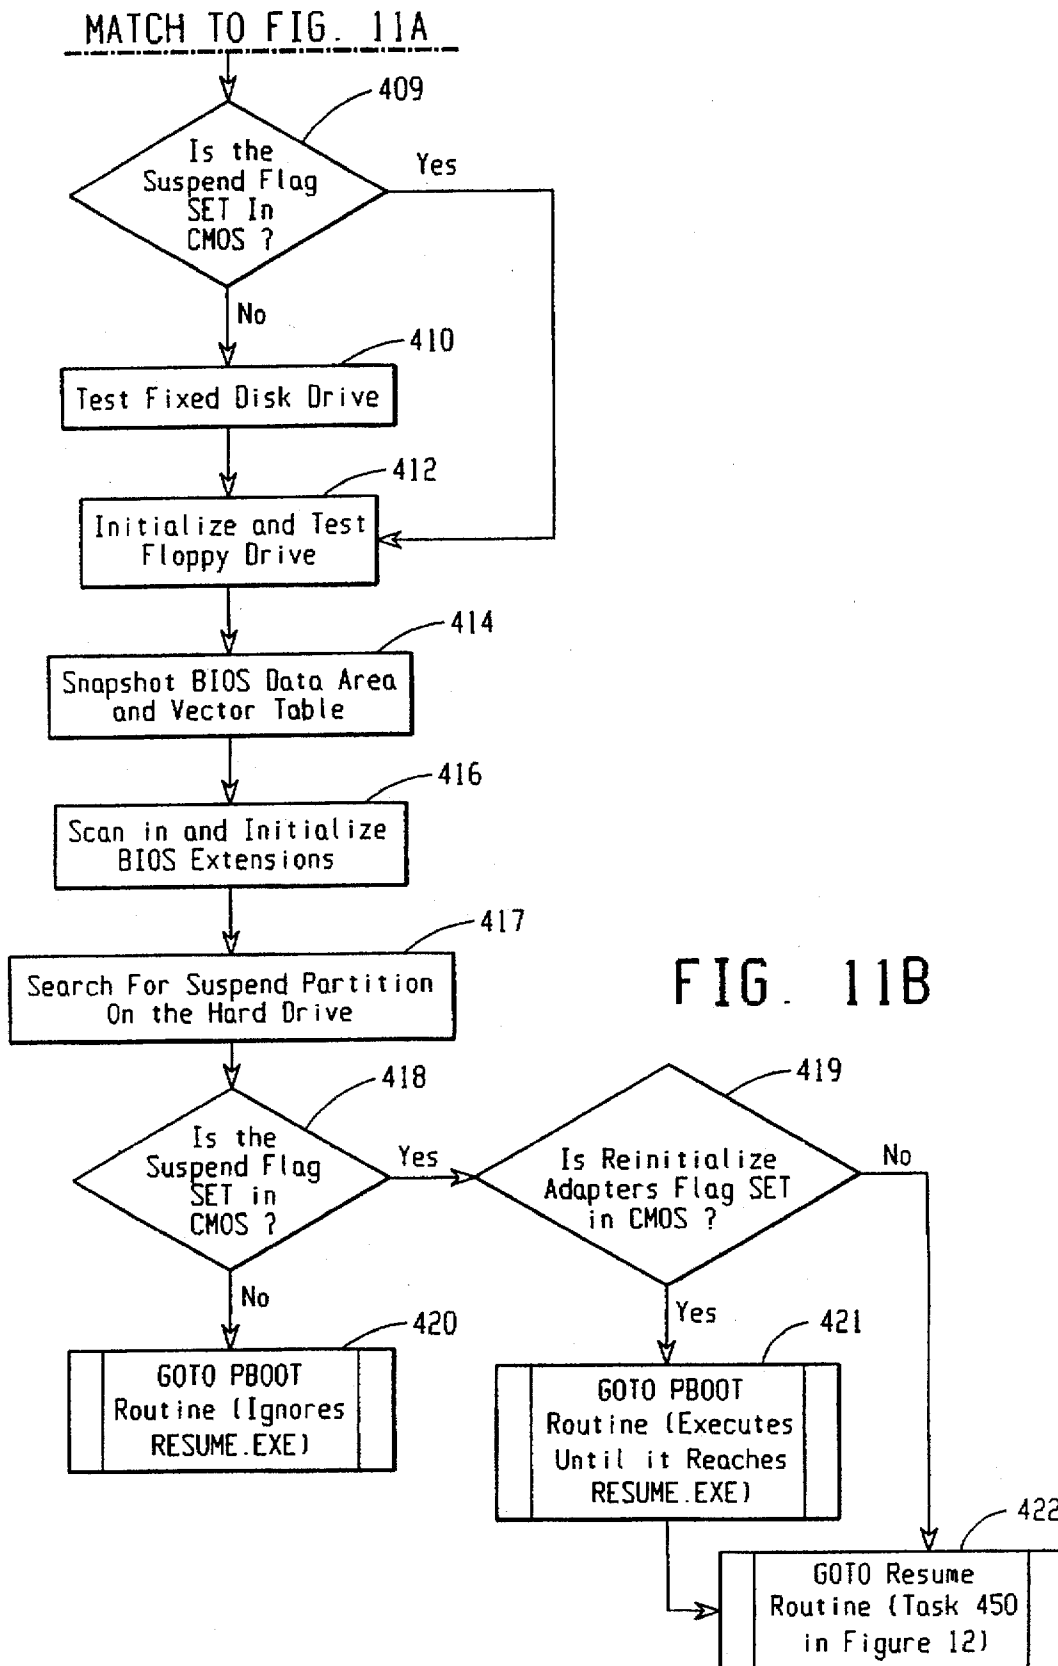 MATCH TO FIG. 11A
409
Is the
Suspend Flag
SET In
CMOS ?
Yes
No
410
Test Fixed Disk Drive
412
Initialize and Test
Floppy Drive
414
Snapshot BIOS Data Area
and Vector Table
416
Scan in and Initialize
BIOS Extensions
417
Search For Suspend Partition
On the Hard Drive
FIG. 11B
418
Is the
Suspend Flag
SET in
CMOS ?
Yes
No
419
Is Reinitialize
Adapters Flag SET
in CMOS ?
No
Yes
420
GOTO PBOOT
Routine (Ignores
RESUME.EXE)
421
GOTO PBOOT
Routine (Executes
Until it Reaches
RESUME.EXE)
422
GOTO Resume
Routine (Task 450
in Figure 12)